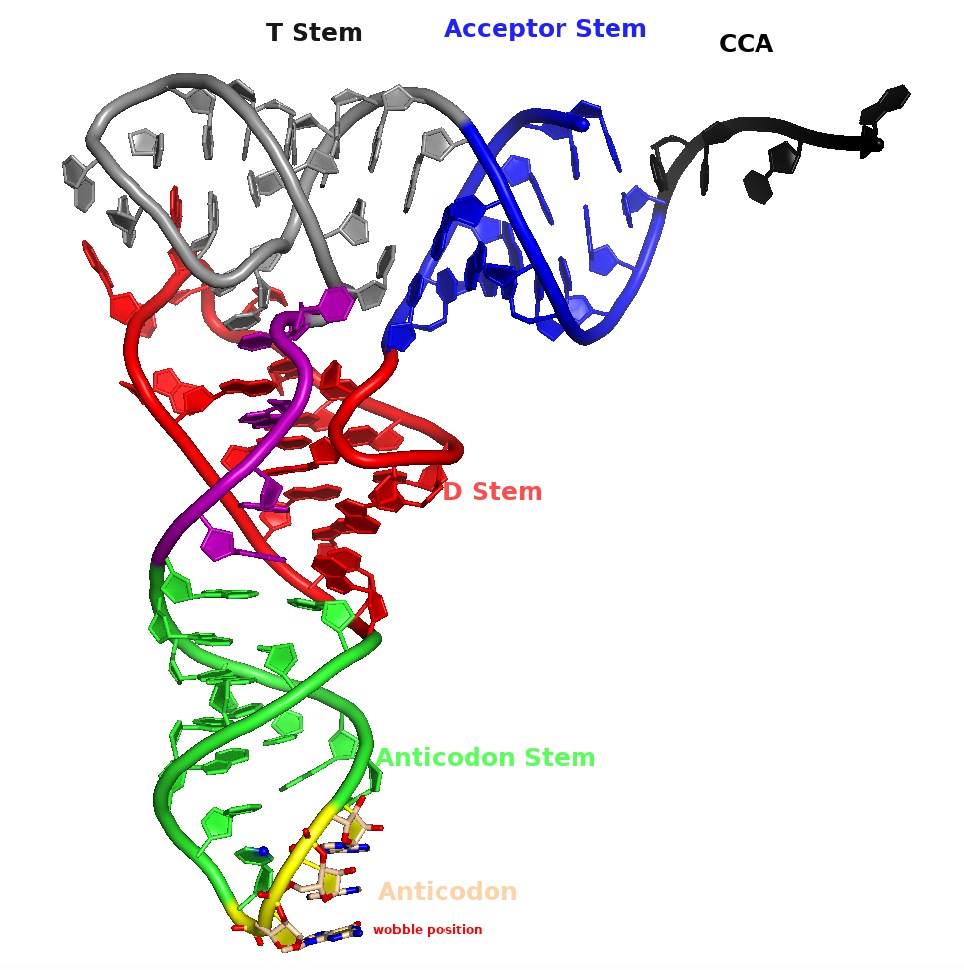 T Stem
Acceptor Stem
CCA
D Stem
Anticodon Stem
Anticodon
wobble position